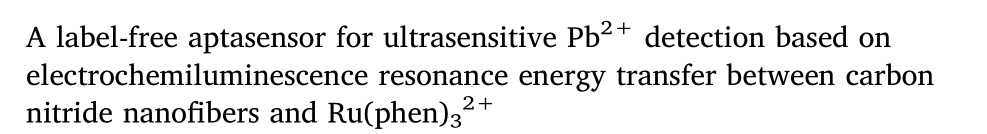 A label-free aptasensor for ultrasensitive Pb²⁺ detection based on
electrochemiluminescence resonance energy transfer between carbon
nitride nanofibers and Ru(phen)₃²⁺